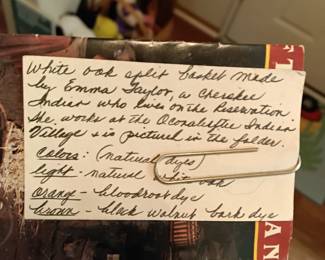 White oak split basket made
by Emma Taylor, a Cherokee
Indian who lives on the Reservation.
She works at the Oconaluftee Indian
Village & is pictured in the folder.
Colors: (natural dyes)
light - natural oak
orange - bloodroot dye
brown - black walnut bark dye
AN